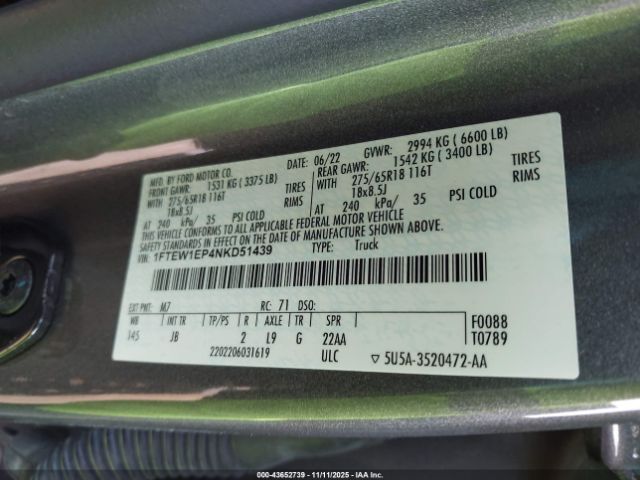 MFD. BY FORD MOTOR CO. DATE: 06/22 GVWR: 2994 KG ( 6600 LB)
FRONT GAWR: 1531 KG ( 3375 LB) REAR GAWR: 1542 KG ( 3400 LB)
WITH 275/65R18 116T TIRES WITH 275/65R18 116T TIRES
18x8.5J RIMS 18x8.5J RIMS
AT 240 kPa/ 35 PSI COLD AT 240 kPa/ 35 PSI COLD
THIS VEHICLE CONFORMS TO ALL APPLICABLE FEDERAL MOTOR VEHICLE
SAFETY STANDARDS IN EFFECT ON THE DATE OF MANUFACTURE SHOWN ABOVE.
VIN: 1FTEW1EP4NKD51439 TYPE: Truck
EXT PNT: M7 RC: 71 DSO:
WB INT TR TP/PS R AXLE TR SPR F0088
145 JB 2 L9 G 22AA T0789
2202206031619 ULC ▽ 5U5A-3520472-AA
000-43652739 - 11/11/2025 - IAA Inc.